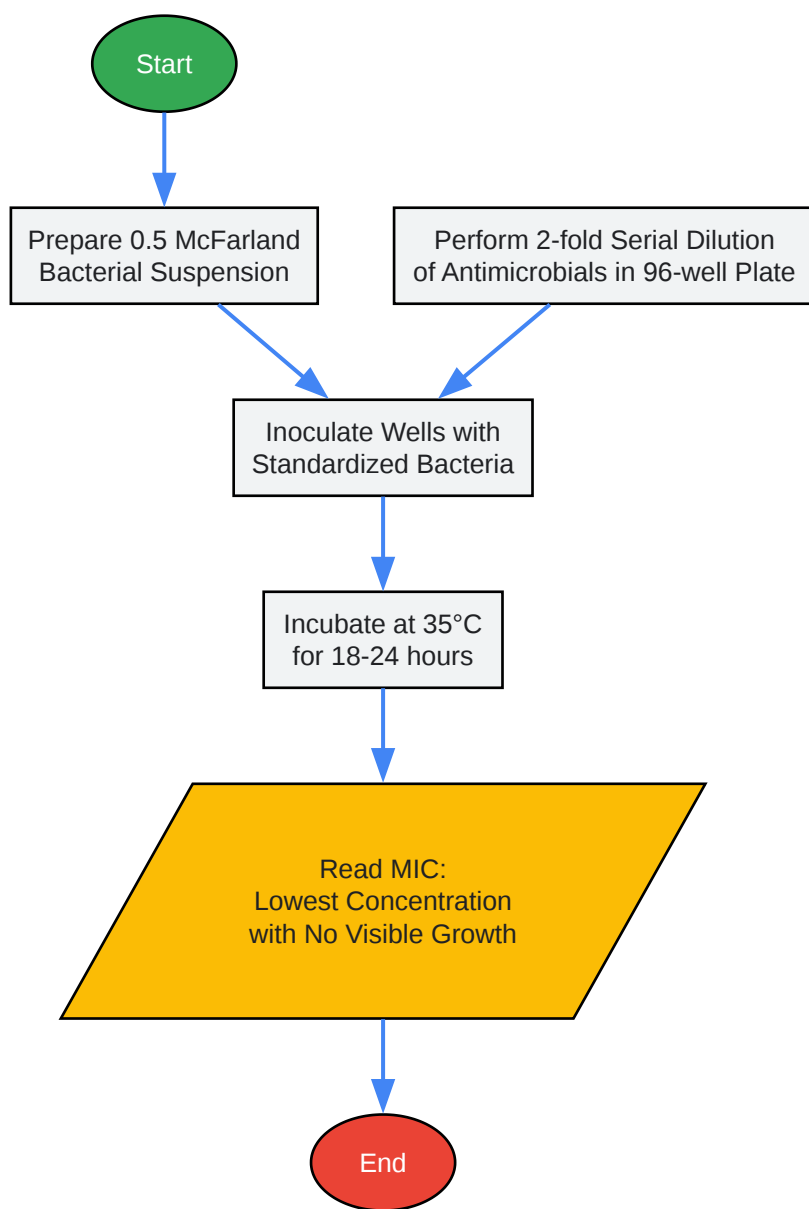 Start
Prepare 0.5 McFarland
Bacterial Suspension
Perform 2-fold Serial Dilution
of Antimicrobials in 96-well Plate
Inoculate Wells with
Standardized Bacteria
Incubate at 35°C
for 18-24 hours
Read MIC:
Lowest Concentration
with No Visible Growth
End